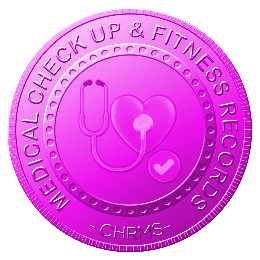 MEDICAL CHECK UP & FITNESS RECORDS
- CHRMS -